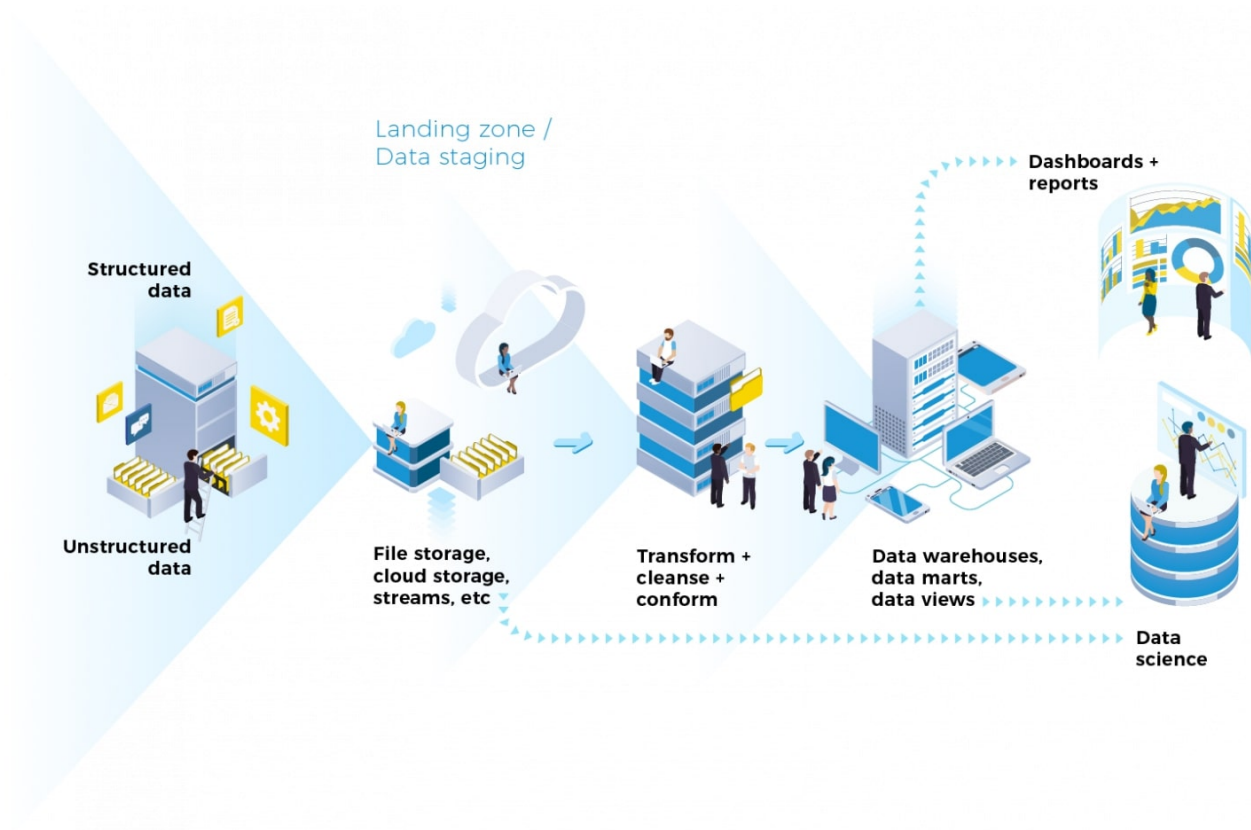 Landing zone /
Data staging
Structured
data
Unstructured
data
File storage,
cloud storage,
streams, etc
Transform +
cleanse +
conform
Data warehouses,
data marts,
data views
Dashboards +
reports
Data
science